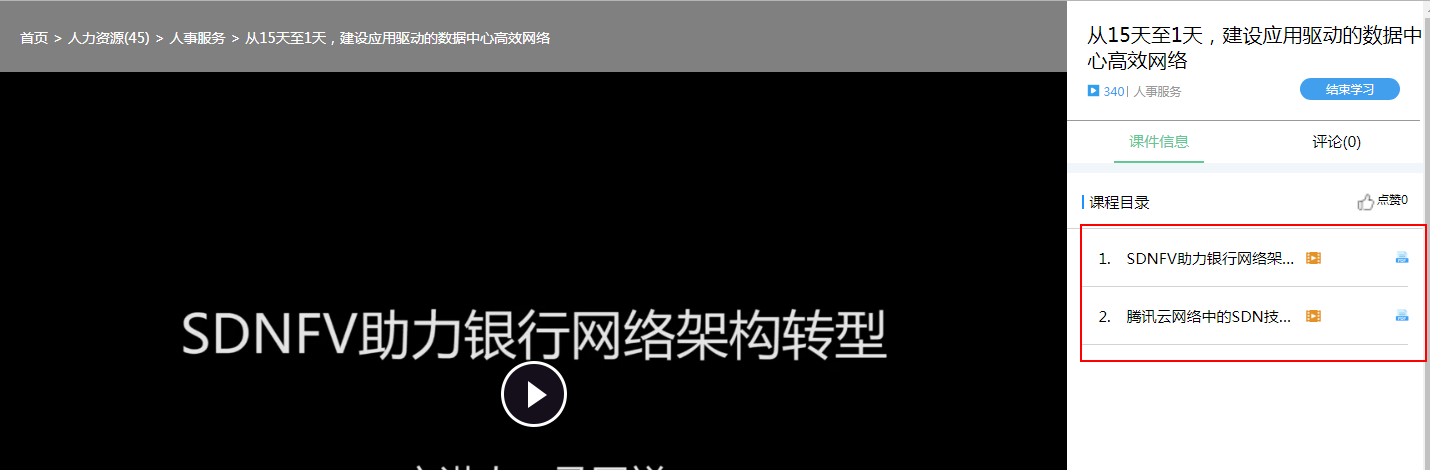 首页 > 人力资源(45) > 人事服务 > 从15天至1天，建设应用驱动的数据中心高效网络
SDNFV助力银行网络架构转型
从15天至1天，建设应用驱动的数据中
心高效网络
340| 人事服务
结束学习
课件信息
评论(0)
课程目录
点赞0
1. SDNFV助力银行网络架...
PDF
2. 腾讯云网络中的SDN技...
PDF